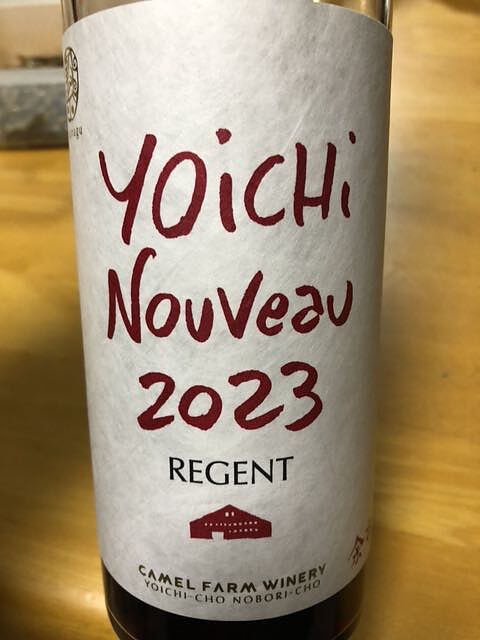 YOiCHi
Nouveau
2023
REGENT
CAMEL FARM WINERY
YOICHI-CHO NOBORI-CHO